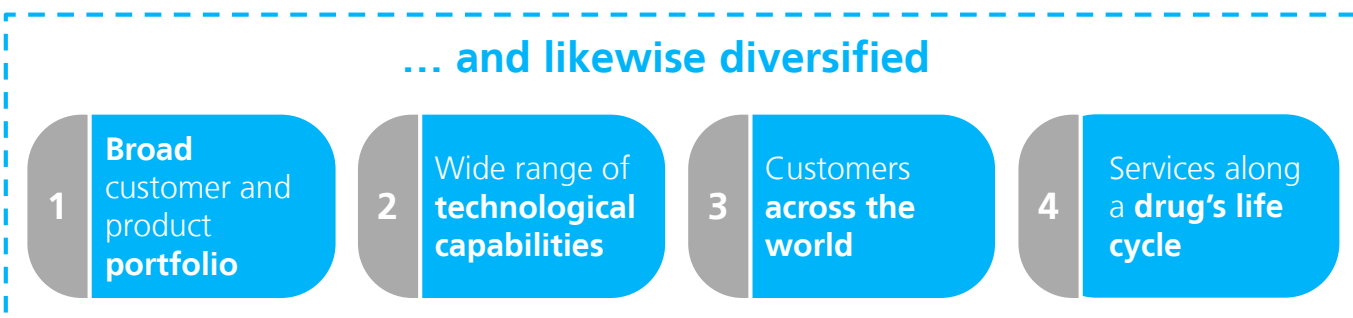 … and likewise diversified
1
Broad
customer and
product
portfolio
2
Wide range of
technological
capabilities
3
Customers
across the
world
4
Services along
a drug's life
cycle